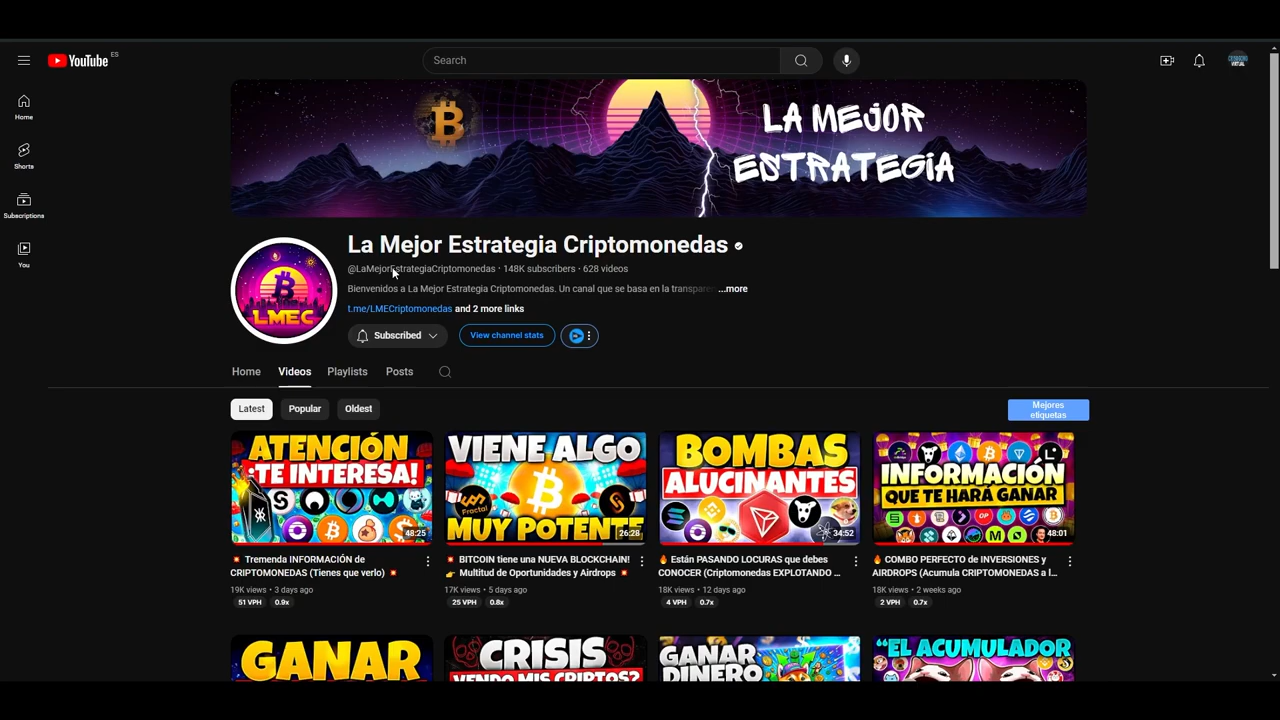 YouTube ES
Search
Home
Shorts
Subscriptions
You
LA MEJOR
ESTRATEGIA
LMEC
La Mejor Estrategia Criptomonedas
@LaMejorEstrategiaCriptomonedas · 148K subscribers · 628 videos
Bienvenidos a La Mejor Estrategia Criptomonedas. Un canal que se basa en la ...more
t.me/LMECriptomonedas and 2 more links
Subscribed
View channel stats
Home Videos Playlists Posts
Latest Popular Oldest
Mejores
etiquetas
ATENCIÓN
¡TE INTERESA!
48:25
VIENE ALGO
Fractal
MUY POTENTE
26:28
BOMBAS
ALUCINANTES
34:52
INFORMACIÓN
QUE TE HARÁ GANAR
OP
48:01
Tremenda INFORMACIÓN de
CRIPTOMONEDAS (Tienes que verlo)
19K views • 3 days ago
51 VPH 0.9x
BITCOIN tiene una NUEVA BLOCKCHAIN!
Multitud de Oportunidades y Airdrops
17K views • 5 days ago
25 VPH 0.8x
Están PASANDO LOCURAS que debes
CONOCER (Criptomonedas EXPLOTANDO ...
18K views • 12 days ago
4 VPH 0.7x
COMBO PERFECTO de INVERSIONES y
AIRDROPS (Acumula CRIPTOMONEDAS a l...
18K views • 2 weeks ago
2 VPH 0.7x
GANAR
CRISIS
VENDO MIS CRIPTOS?
GANAR
DINERO
"EL ACUMULADOR